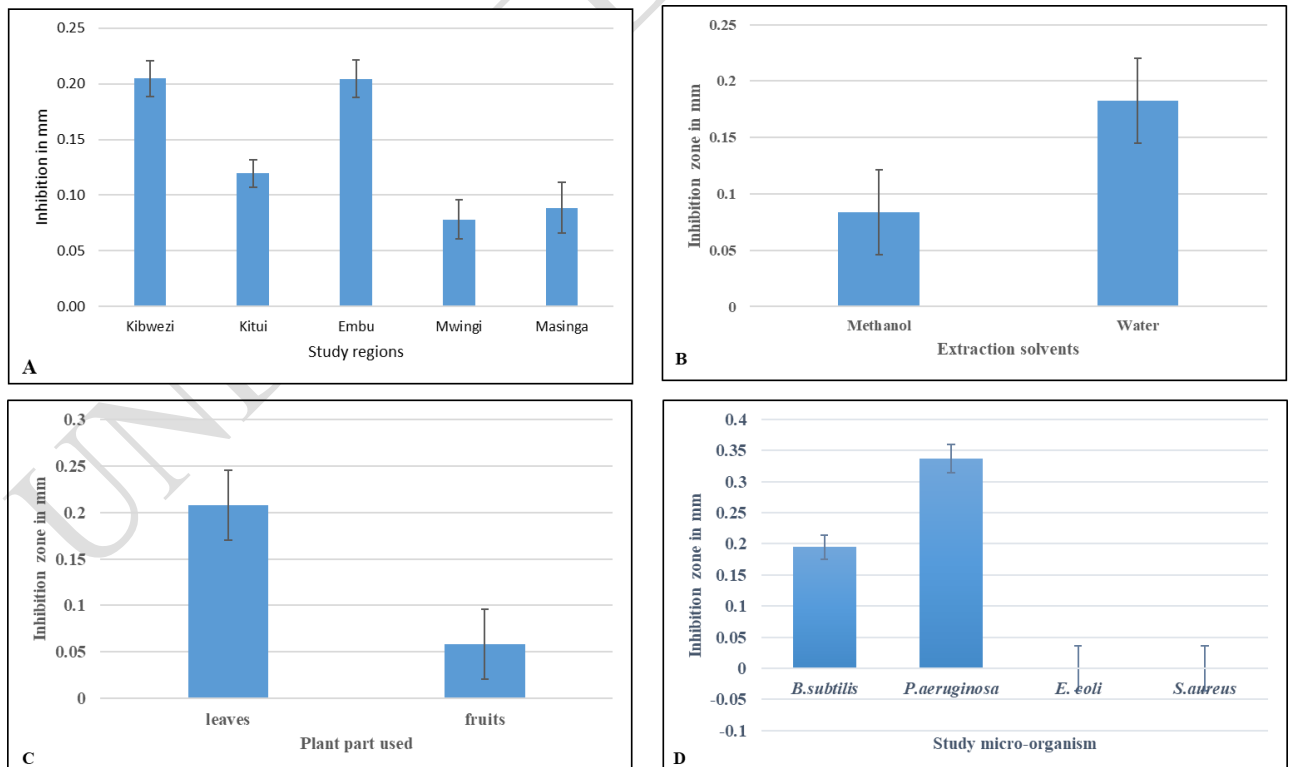 0.25
0.20
0.15
0.10
0.05
0.00
Inhibition in mm
Kibwezi Kitui Embu Mwingi Masinga
Study regions
A
0.25
0.2
0.15
0.1
0.05
0
Inhibition zone in mm
Methanol Water
Extraction solvents
B
0.3
0.25
0.2
0.15
0.1
0.05
0
Inhibition zone in mm
leaves fruits
Plant part used
C
0.4
0.35
0.3
0.25
0.2
0.15
0.1
0.05
0
-0.05
-0.1
Inhibition zone in mm
B.subtilis P.aeruginosa E. coli S.aureus
Study micro-organism
D